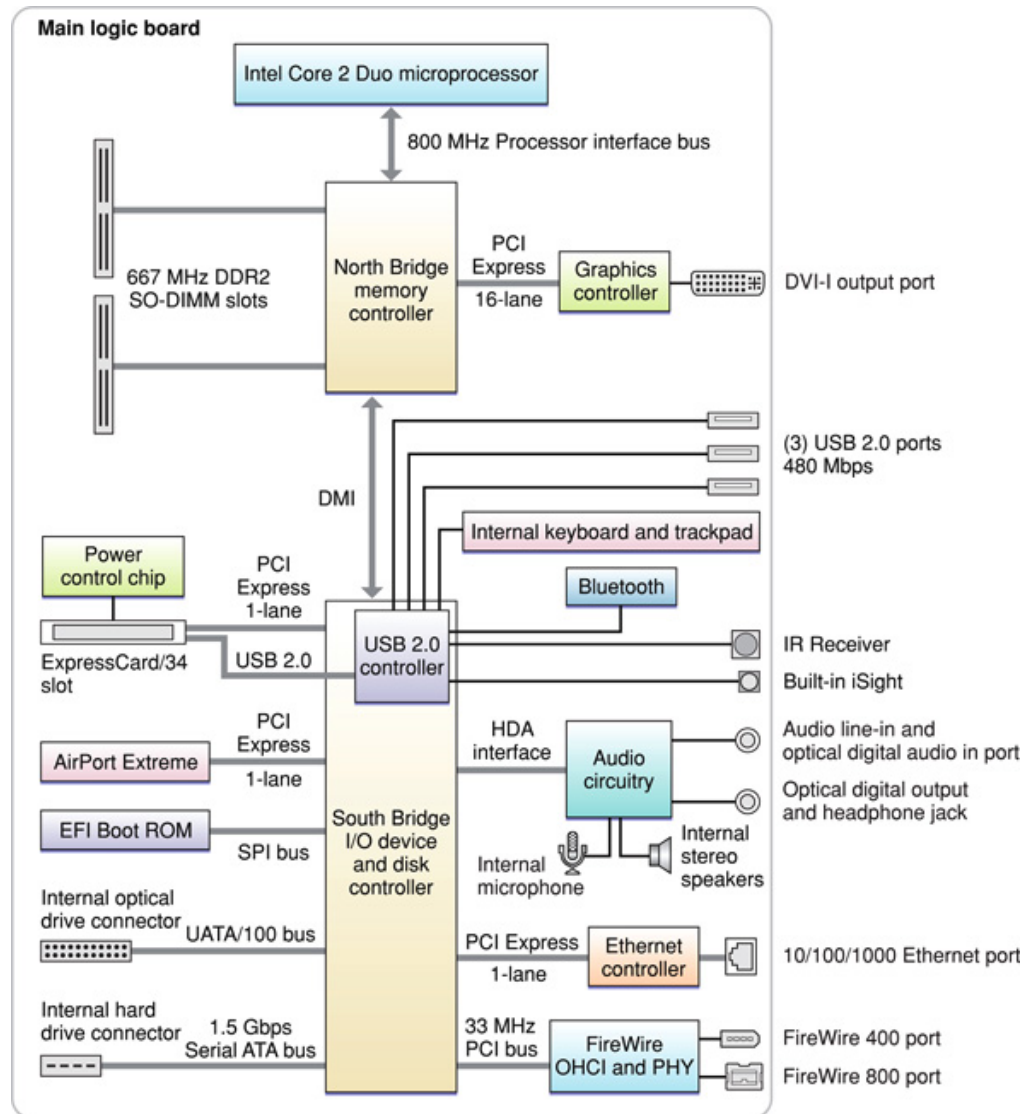 Main logic board
Intel Core 2 Duo microprocessor
800 MHz Processor interface bus
667 MHz DDR2
SO-DIMM slots
North Bridge
memory
controller
PCI
Express
16-lane
Graphics
controller
DVI-I output port
(3) USB 2.0 ports
480 Mbps
DMI
Internal keyboard and trackpad
Power
control chip
PCI
Express
1-lane
Bluetooth
USB 2.0
controller
ExpressCard/34
slot
USB 2.0
IR Receiver
Built-in iSight
AirPort Extreme
PCI
Express
1-lane
HDA
interface
Audio
circuitry
Audio line-in and
optical digital audio in port
Optical digital output
and headphone jack
EFI Boot ROM
SPI bus
South Bridge
I/O device
and disk
controller
Internal
microphone
Internal
stereo
speakers
Internal optical
drive connector
UATA/100 bus
PCI Express
1-lane
Ethernet
controller
10/100/1000 Ethernet port
Internal hard
drive connector
1.5 Gbps
Serial ATA bus
33 MHz
PCI bus
FireWire
OHCI and PHY
FireWire 400 port
FireWire 800 port